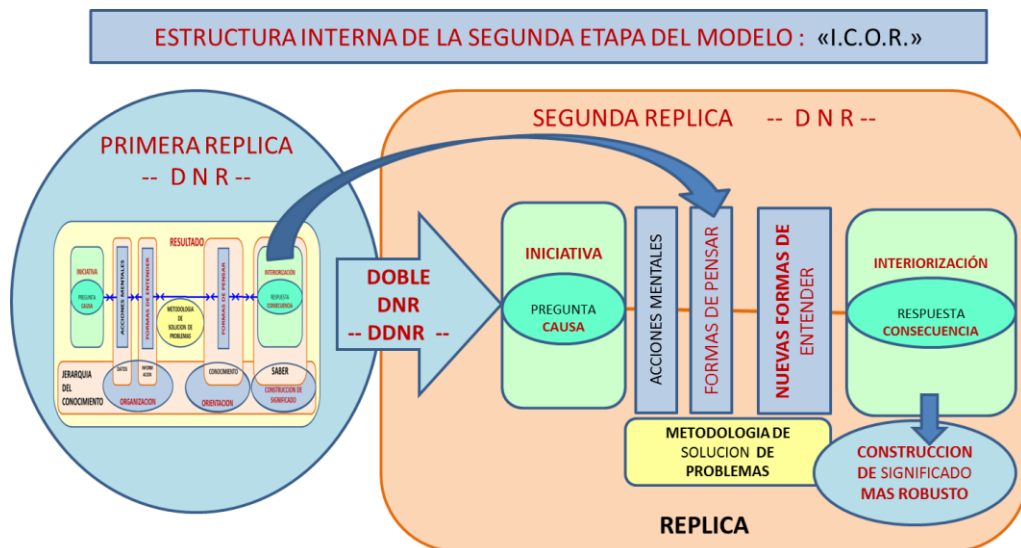 ESTRUCTURA INTERNA DE LA SEGUNDA ETAPA DEL MODELO : «I.C.O.R.»
PRIMERA REPLICA
-- D N R --
RESULTADO
INICIATIVA
PREGUNTA
CAUSA
ACCIONES MENTALES
FORMAS DE ENTENDER
METODOLOGIA
DE
SOLUCION DE
PROBLEMAS
FORMAS DE PENSAR
INTERIORIZACIÓN
RESPUESTA
CONSECUENCIA
JERARQUIA
DEL
CONOCIMIENTO
DATOS
INFORM
ACION
ORGANIZACION
CONOCIMIENTO
ORIENTACION
SABER
CONSTRUCCION DE
SIGNIFICADO
DOBLE
DNR
-- DDNR --
SEGUNDA REPLICA -- D N R --
INICIATIVA
PREGUNTA
CAUSA
ACCIONES MENTALES
FORMAS DE PENSAR
NUEVAS FORMAS DE
ENTENDER
INTERIORIZACIÓN
RESPUESTA
CONSECUENCIA
METODOLOGIA DE
SOLUCION DE
PROBLEMAS
CONSTRUCCION
DE SIGNIFICADO
MAS ROBUSTO
REPLICA